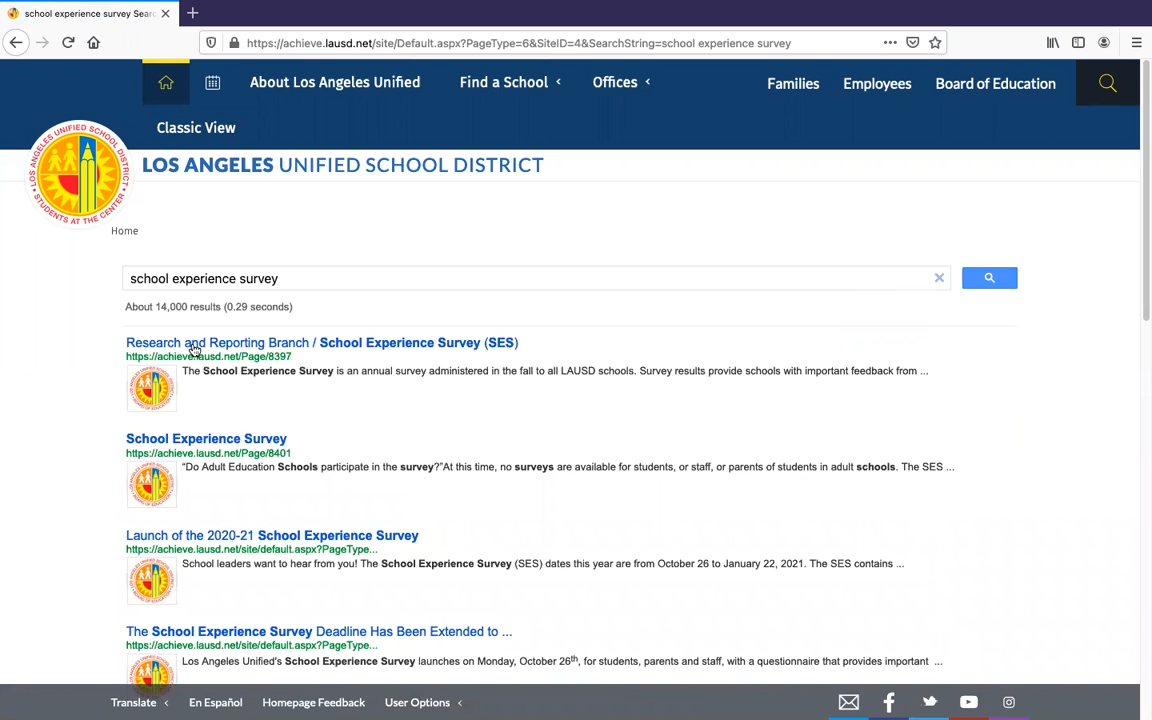 school experience survey Sear
https://achieve.lausd.net/site/Default.aspx?PageType=6&SiteID=4&SearchString=school experience survey
About Los Angeles Unified
Find a School
Offices
Families
Employees
Board of Education
Classic View
LOS ANGELES UNIFIED SCHOOL DISTRICT
LOS ANGELES UNIFIED SCHOOL DISTRICT
STUDENTS AT THE CENTER
Home
school experience survey
About 14,000 results (0.29 seconds)
Research and Reporting Branch / School Experience Survey (SES)
https://achieve.lausd.net/Page/8397
The School Experience Survey is an annual survey administered in the fall to all LAUSD schools. Survey results provide schools with important feedback from ...
School Experience Survey
https://achieve.lausd.net/Page/8401
“Do Adult Education Schools participate in the survey?”At this time, no surveys are available for students, or staff, or parents of students in adult schools. The SES ...
Launch of the 2020-21 School Experience Survey
https://achieve.lausd.net/site/default.aspx?PageType...
School leaders want to hear from you! The School Experience Survey (SES) dates this year are from October 26 to January 22, 2021. The SES contains ...
The School Experience Survey Deadline Has Been Extended to ...
https://achieve.lausd.net/site/default.aspx?PageType...
Los Angeles Unified's School Experience Survey launches on Monday, October 26th, for students, parents and staff, with a questionnaire that provides important ...
Translate
En Español
Homepage Feedback
User Options